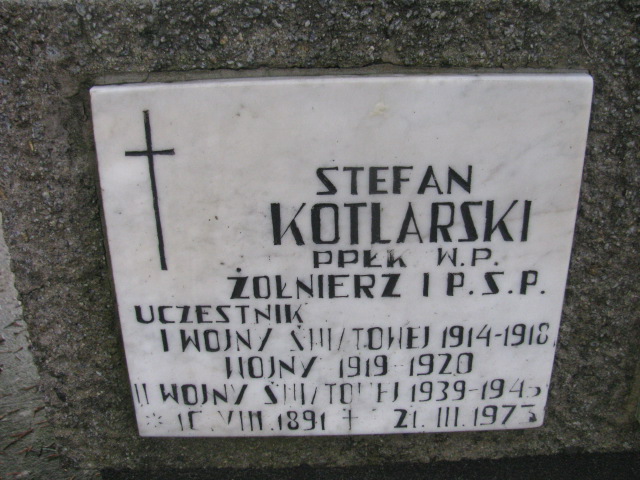 STEFAN
KOTLARSKI
PPŁK W.P.
ŻOŁNIERZ I P.S.P.
UCZESTNIK
I WOJNY ŚWIATOWEJ 1914-1918
WOJNY 1919-1920
II WOJNY ŚWIATOWEJ 1939-1945
* VIII 1891 + 21.III.1973